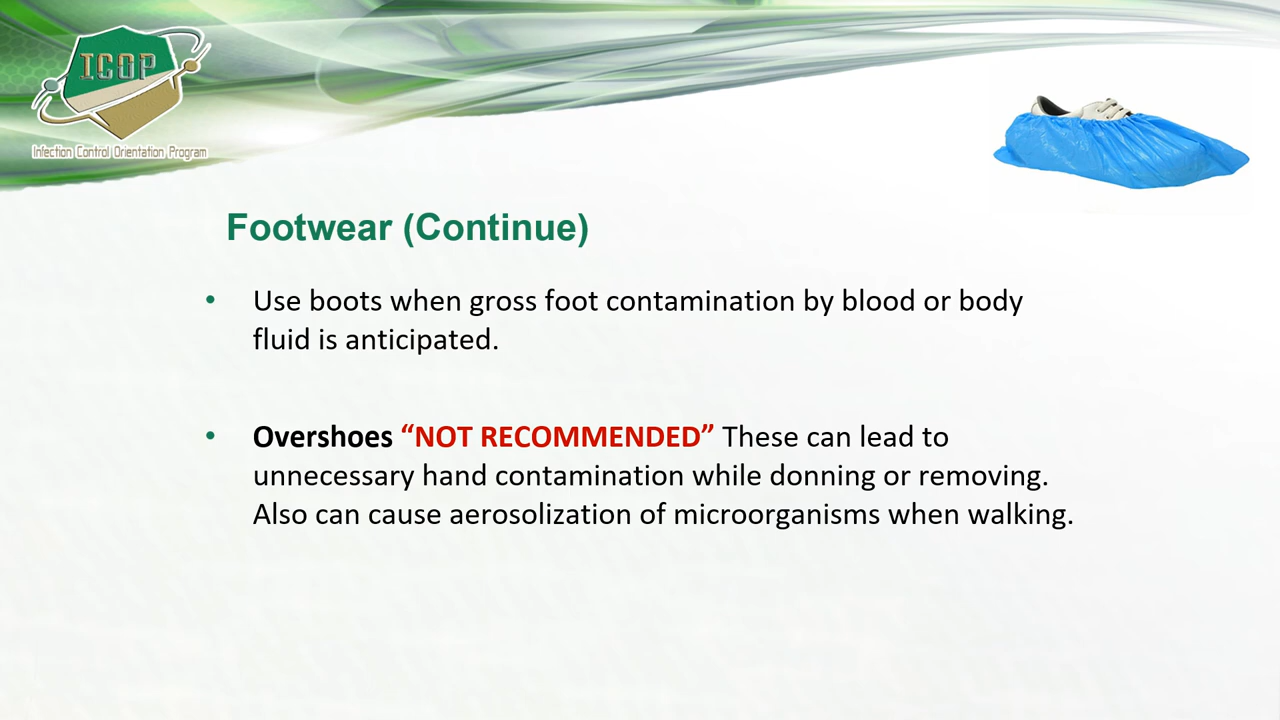 ICOP
Infection Control Orientation Program
Footwear (Continue)
• Use boots when gross foot contamination by blood or body
fluid is anticipated.
• Overshoes “NOT RECOMMENDED” These can lead to
unnecessary hand contamination while donning or removing.
Also can cause aerosolization of microorganisms when walking.